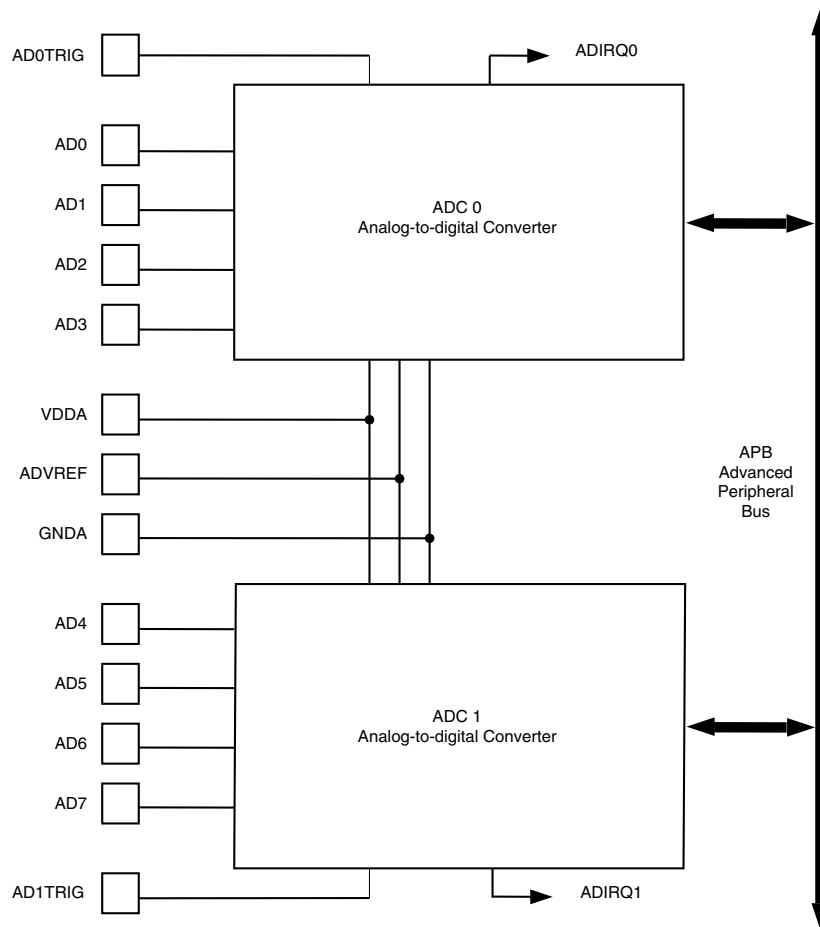 AD0TRIG
ADIRQ0
AD0
AD1
AD2
AD3
ADC 0
Analog-to-digital Converter
VDDA
ADVREF
GNDA
APB
Advanced
Peripheral
Bus
AD4
AD5
AD6
AD7
ADC 1
Analog-to-digital Converter
AD1TRIG
ADIRQ1